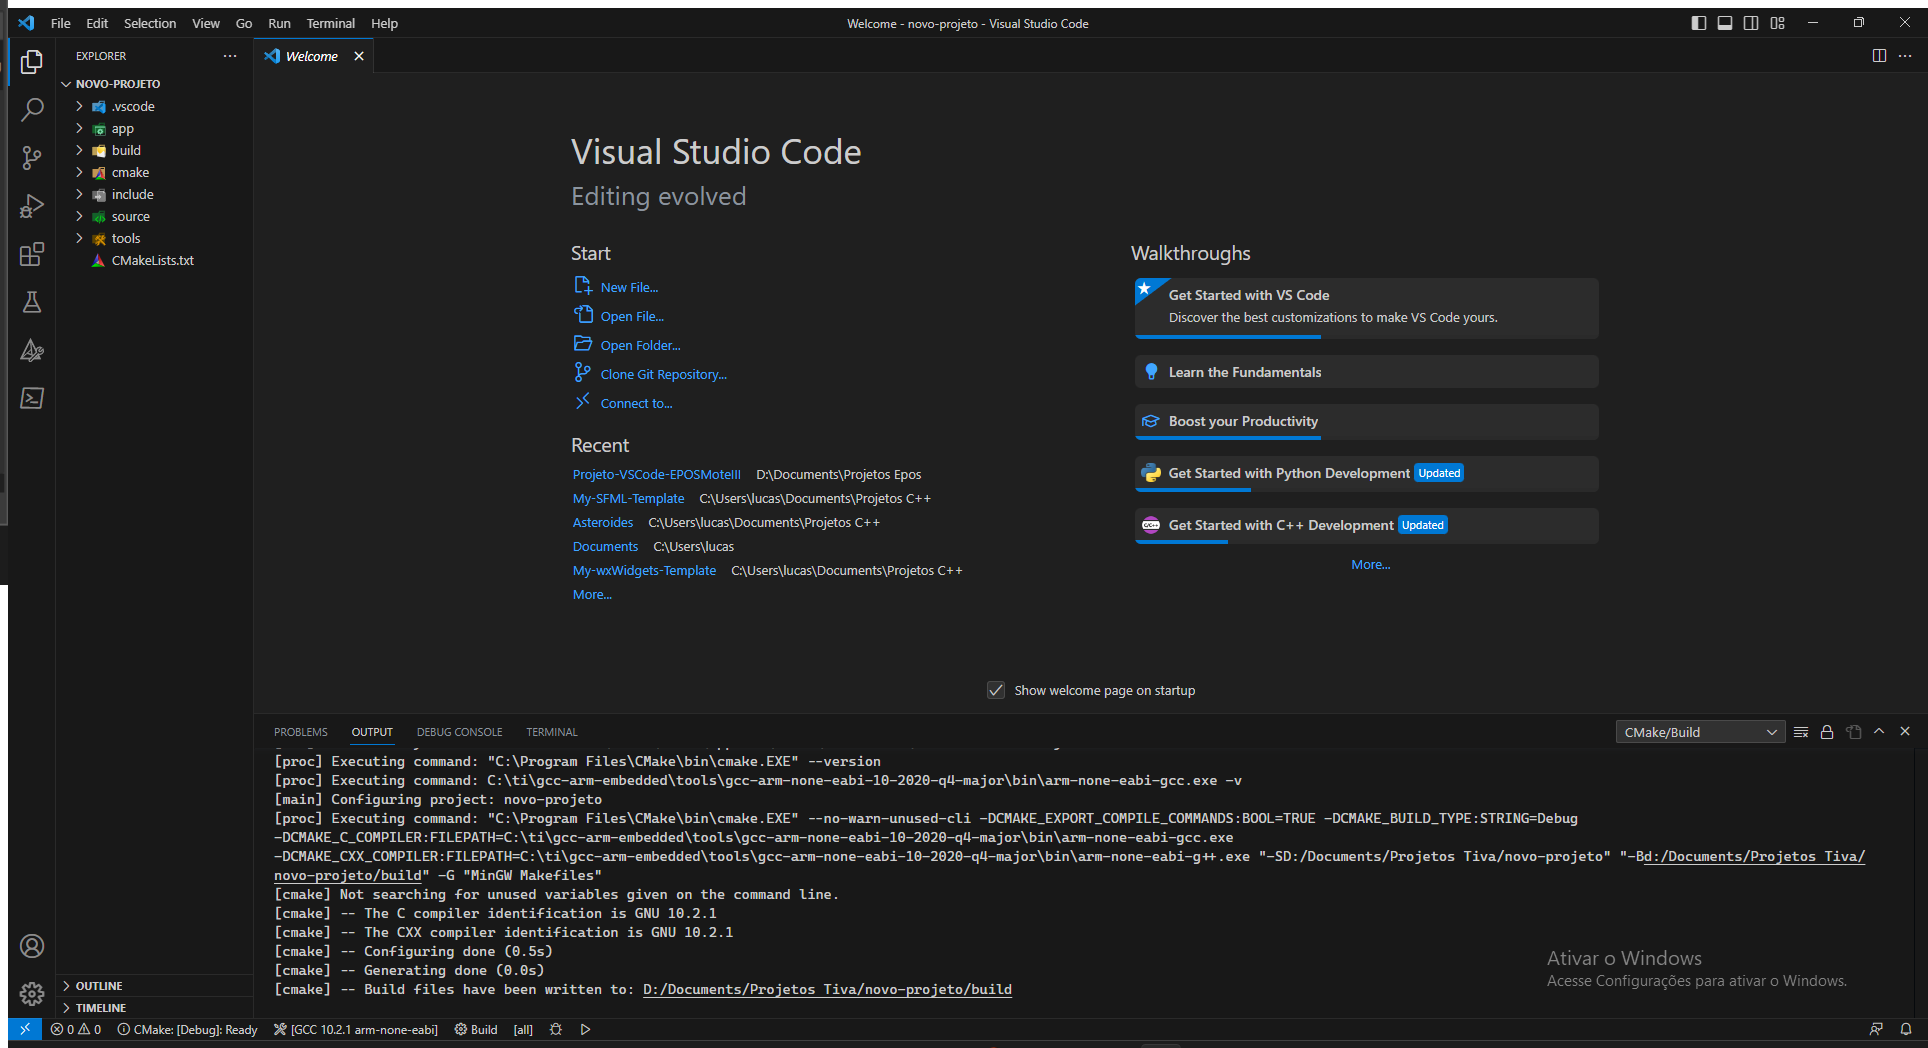 File Edit Selection View Go Run Terminal Help
Welcome - novo-projeto - Visual Studio Code
EXPLORER
NOVO-PROJETO
.vscode
app
build
cmake
include
source
tools
CMakeLists.txt
OUTLINE
TIMELINE
Welcome
Visual Studio Code
Editing evolved
Start
New File...
Open File...
Open Folder...
Clone Git Repository...
Connect to...
Recent
Projeto-VSCode-EPOSMoteIII D:\Documents\Projetos Epos
My-SFML-Template C:\Users\lucas\Documents\Projetos C++
Asteroides C:\Users\lucas\Documents\Projetos C++
Documents C:\Users\lucas
My-wxWidgets-Template C:\Users\lucas\Documents\Projetos C++
More...
Walkthroughs
Get Started with VS Code
Discover the best customizations to make VS Code yours.
Learn the Fundamentals
Boost your Productivity
Get Started with Python Development Updated
Get Started with C++ Development Updated
More...
Show welcome page on startup
PROBLEMS OUTPUT DEBUG CONSOLE TERMINAL
CMake/Build
[proc] Executing command: "C:\Program Files\CMake\bin\cmake.EXE" --version
[proc] Executing command: C:\ti\gcc-arm-embedded\tools\gcc-arm-none-eabi-10-2020-q4-major\bin\arm-none-eabi-gcc.exe -v
[main] Configuring project: novo-projeto
[proc] Executing command: "C:\Program Files\CMake\bin\cmake.EXE" --no-warn-unused-cli -DCMAKE_EXPORT_COMPILE_COMMANDS:BOOL=TRUE -DCMAKE_BUILD_TYPE:STRING=Debug
-DCMAKE_C_COMPILER:FILEPATH=C:\ti\gcc-arm-embedded\tools\gcc-arm-none-eabi-10-2020-q4-major\bin\arm-none-eabi-gcc.exe
-DCMAKE_CXX_COMPILER:FILEPATH=C:\ti\gcc-arm-embedded\tools\gcc-arm-none-eabi-10-2020-q4-major\bin\arm-none-eabi-g++.exe "-SD:/Documents/Projetos Tiva/novo-projeto" "-Bd:/Documents/Projetos Tiva/
novo-projeto/build" -G "MinGW Makefiles"
[cmake] Not searching for unused variables given on the command line.
[cmake] -- The C compiler identification is GNU 10.2.1
[cmake] -- The CXX compiler identification is GNU 10.2.1
[cmake] -- Configuring done (0.5s)
[cmake] -- Generating done (0.0s)
[cmake] -- Build files have been written to: D:/Documents/Projetos Tiva/novo-projeto/build
Ativar o Windows
Acesse Configurações para ativar o Windows.
0 0 CMake: [Debug]: Ready [GCC 10.2.1 arm-none-eabi] Build [all]